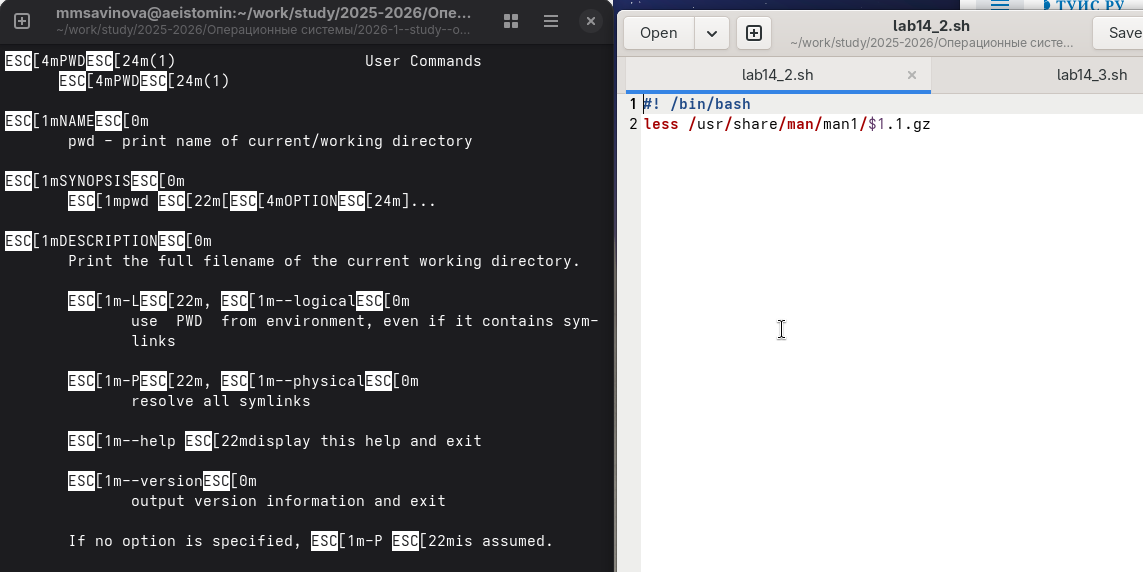 mmsavinova@aeistomin:~/work/study/2025-2026/Опе...
~/work/study/2025-2026/Операционные системы/2026-1--study--o...
ESC[4mPWDESC[24m(1) User Commands
ESC[4mPWDESC[24m(1)
ESC[1mNAMEESC[0m
pwd - print name of current/working directory
ESC[1mSYNOPSISESC[0m
ESC[1mpwd ESC[22m[ESC[4mOPTIONESC[24m]...
ESC[1mDESCRIPTIONESC[0m
Print the full filename of the current working directory.
ESC[1m-LESC[22m, ESC[1m--logicalESC[0m
use PWD from environment, even if it contains sym-
links
ESC[1m-PESC[22m, ESC[1m--physicalESC[0m
resolve all symlinks
ESC[1m--help ESC[22mdisplay this help and exit
ESC[1m--versionESC[0m
output version information and exit
If no option is specified, ESC[1m-P ESC[22mis assumed.
ТУИС РУ
Open
lab14_2.sh
~/work/study/2025-2026/Операционные систе...
Save
lab14_2.sh
lab14_3.sh
1 #! /bin/bash
2 less /usr/share/man/man1/$1.1.gz